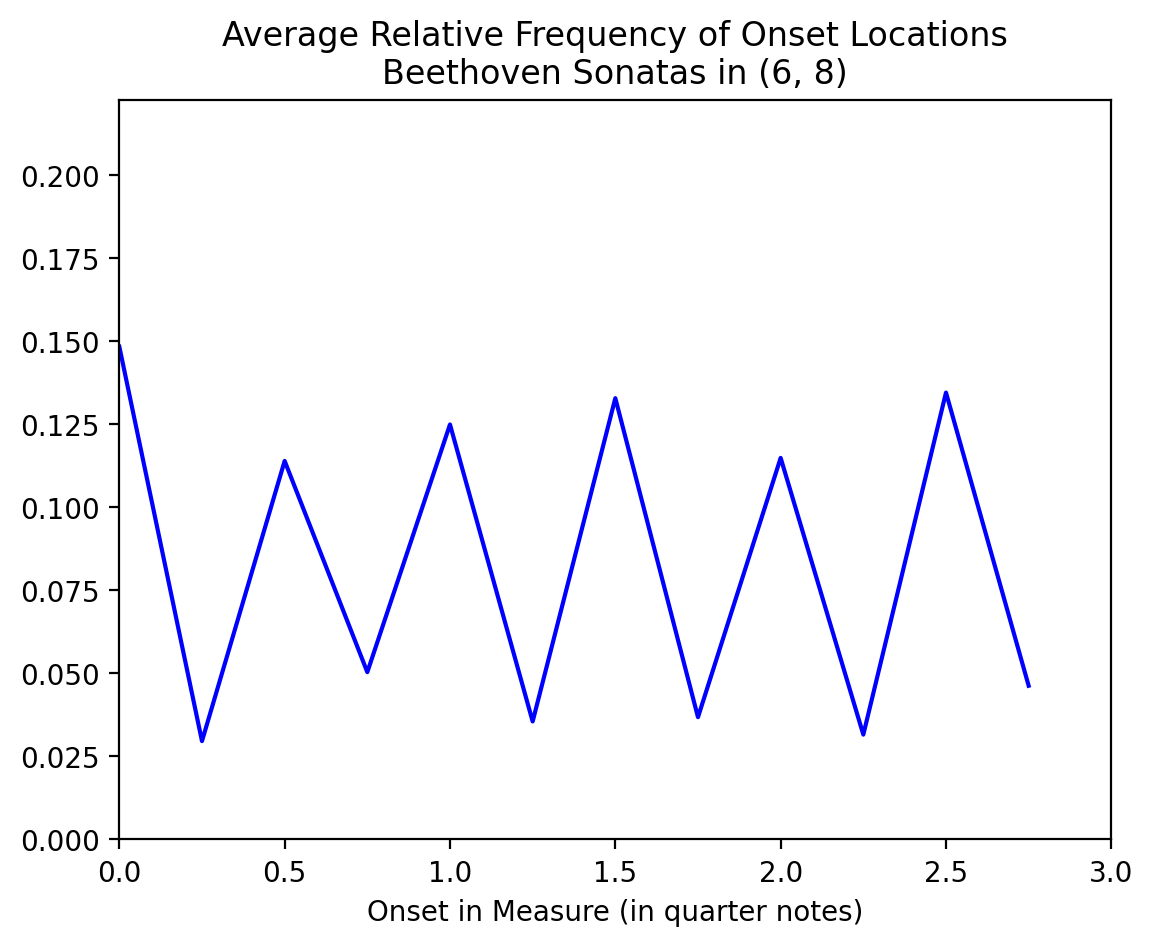 Average Relative Frequency of Onset Locations
Beethoven Sonatas in (6, 8)
0.200
0.175
0.150
0.125
0.100
0.075
0.050
0.025
0.000
0.0 0.5 1.0 1.5 2.0 2.5 3.0
Onset in Measure (in quarter notes)